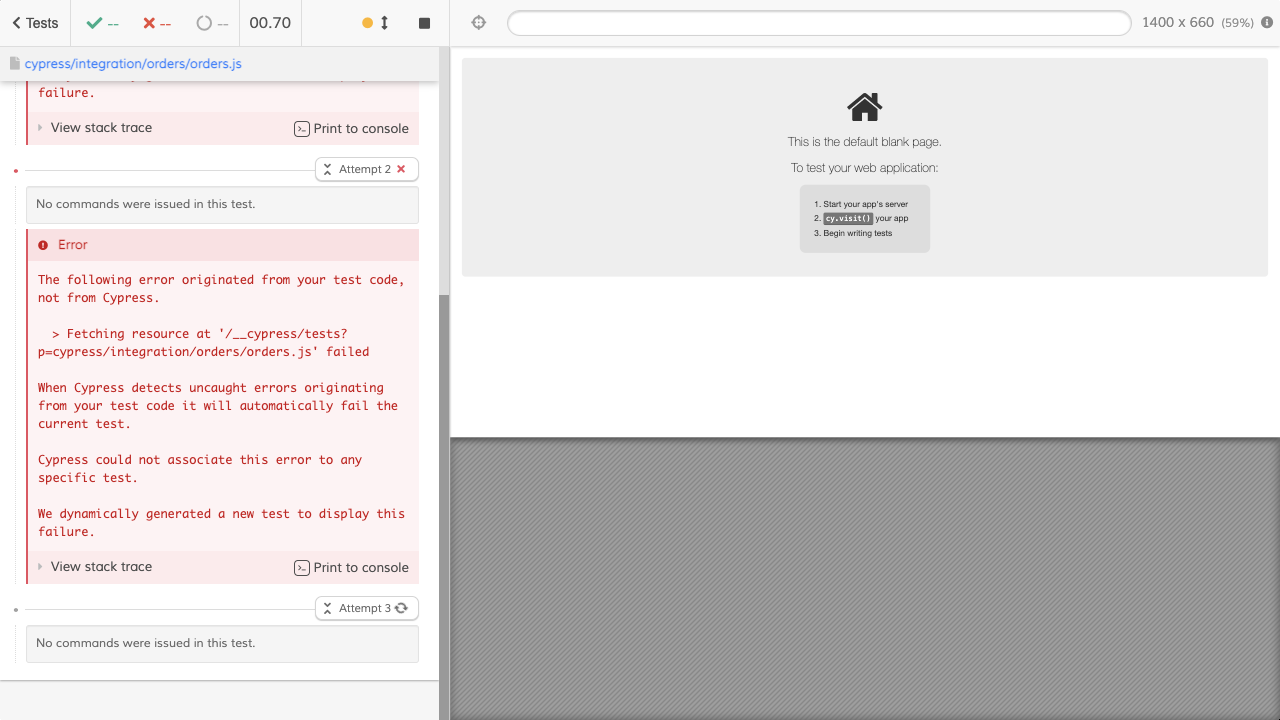 Tests
--
--
--
00.70
1400 x 660 (59%)
cypress/integration/orders/orders.js
failure.
View stack trace
Print to console
Attempt 2
No commands were issued in this test.
Error
The following error originated from your test code,
not from Cypress.
> Fetching resource at '/__cypress/tests?
p=cypress/integration/orders/orders.js' failed
When Cypress detects uncaught errors originating
from your test code it will automatically fail the
current test.
Cypress could not associate this error to any
specific test.
We dynamically generated a new test to display this
failure.
View stack trace
Print to console
Attempt 3
No commands were issued in this test.
This is the default blank page.
To test your web application:
1. Start your app's server
2. cy.visit() your app
3. Begin writing tests